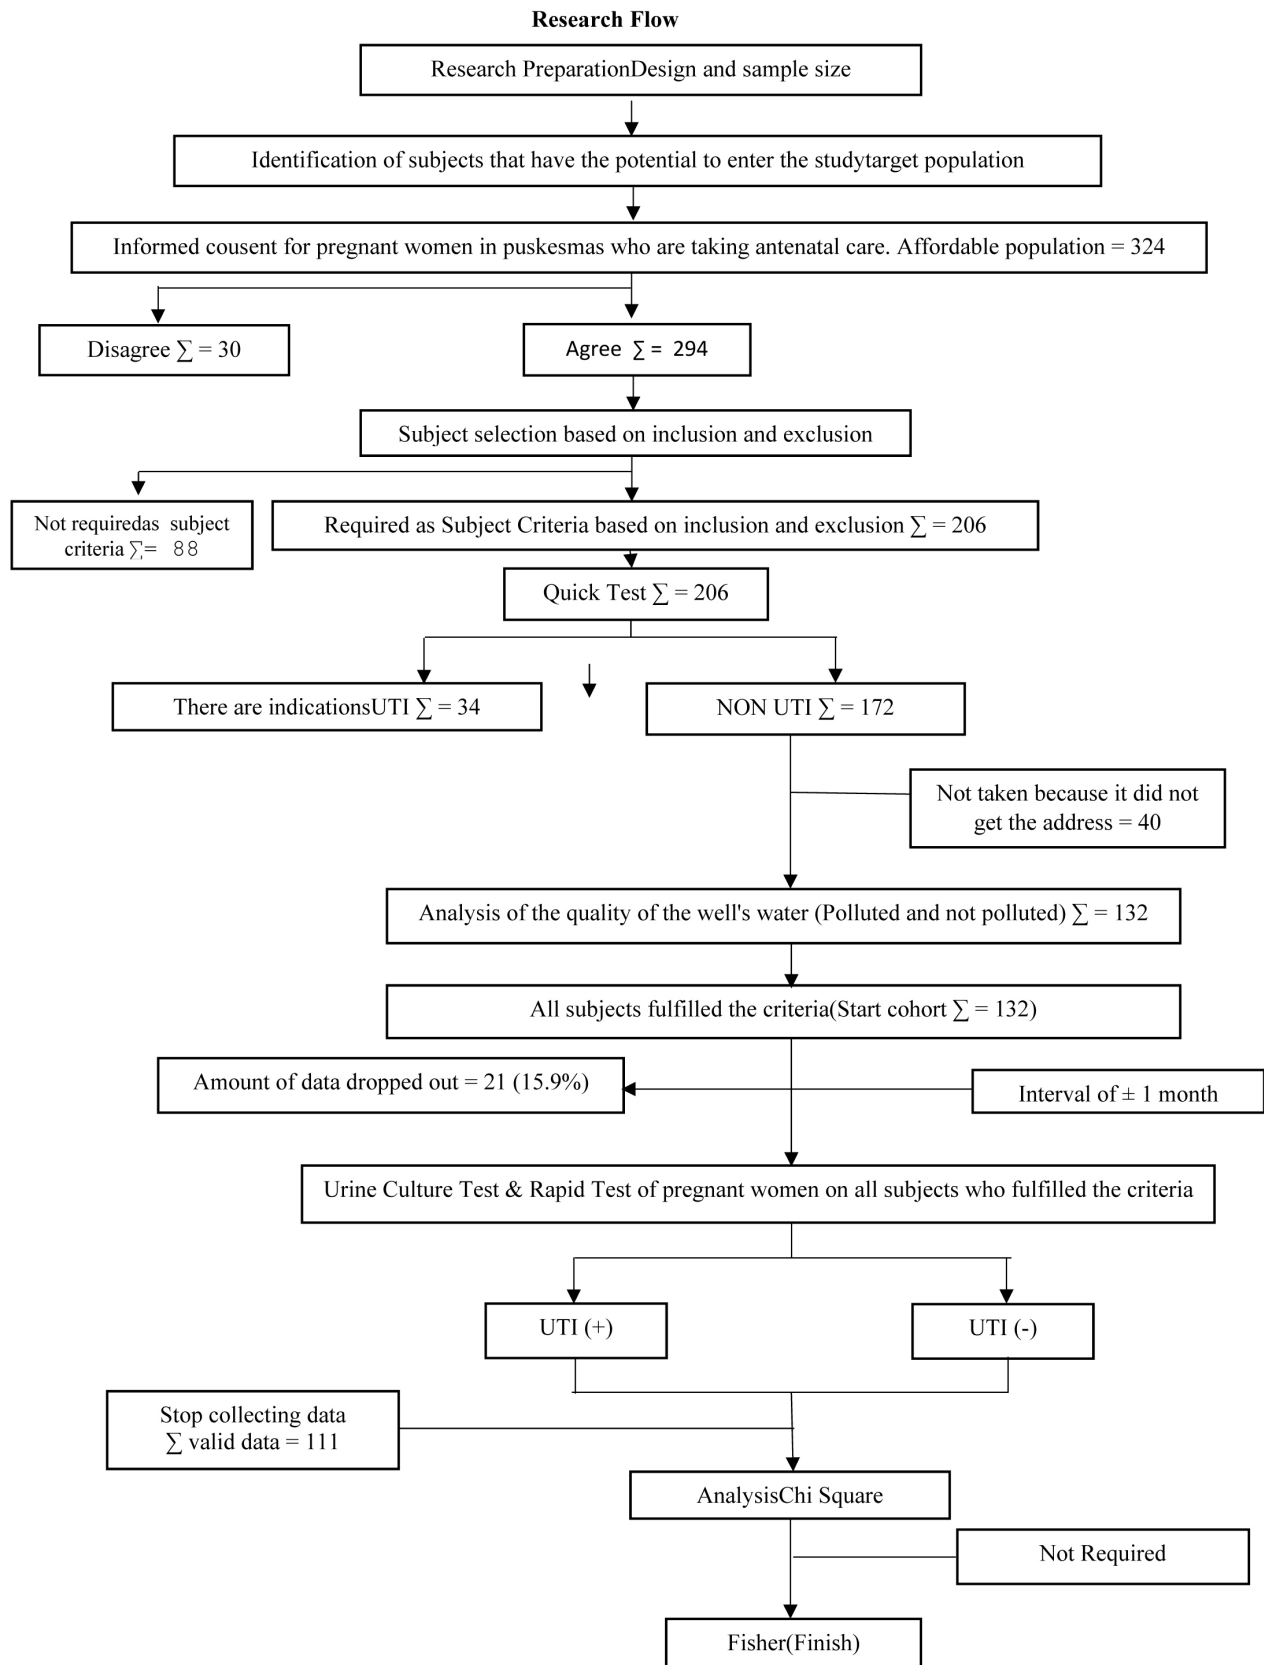 Research Flow
Research PreparationDesign and sample size
Identification of subjects that have the potential to enter the studytarget population
Informed cousent for pregnant women in puskesmas who are taking antenatal care. Affordable population = 324
Disagree ∑ = 30
Agree ∑ = 294
Subject selection based on inclusion and exclusion
Not requiredas subject
criteria ∑= 88
Required as Subject Criteria based on inclusion and exclusion ∑ = 206
Quick Test ∑ = 206
There are indicationsUTI ∑ = 34
NON UTI ∑ = 172
Not taken because it did not
get the address = 40
Analysis of the quality of the well's water (Polluted and not polluted) ∑ = 132
All subjects fulfilled the criteria(Start cohort ∑ = 132)
Amount of data dropped out = 21 (15.9%)
Interval of ± 1 month
Urine Culture Test & Rapid Test of pregnant women on all subjects who fulfilled the criteria
UTI (+)
UTI (-)
Stop collecting data
∑ valid data = 111
AnalysisChi Square
Not Required
Fisher(Finish)